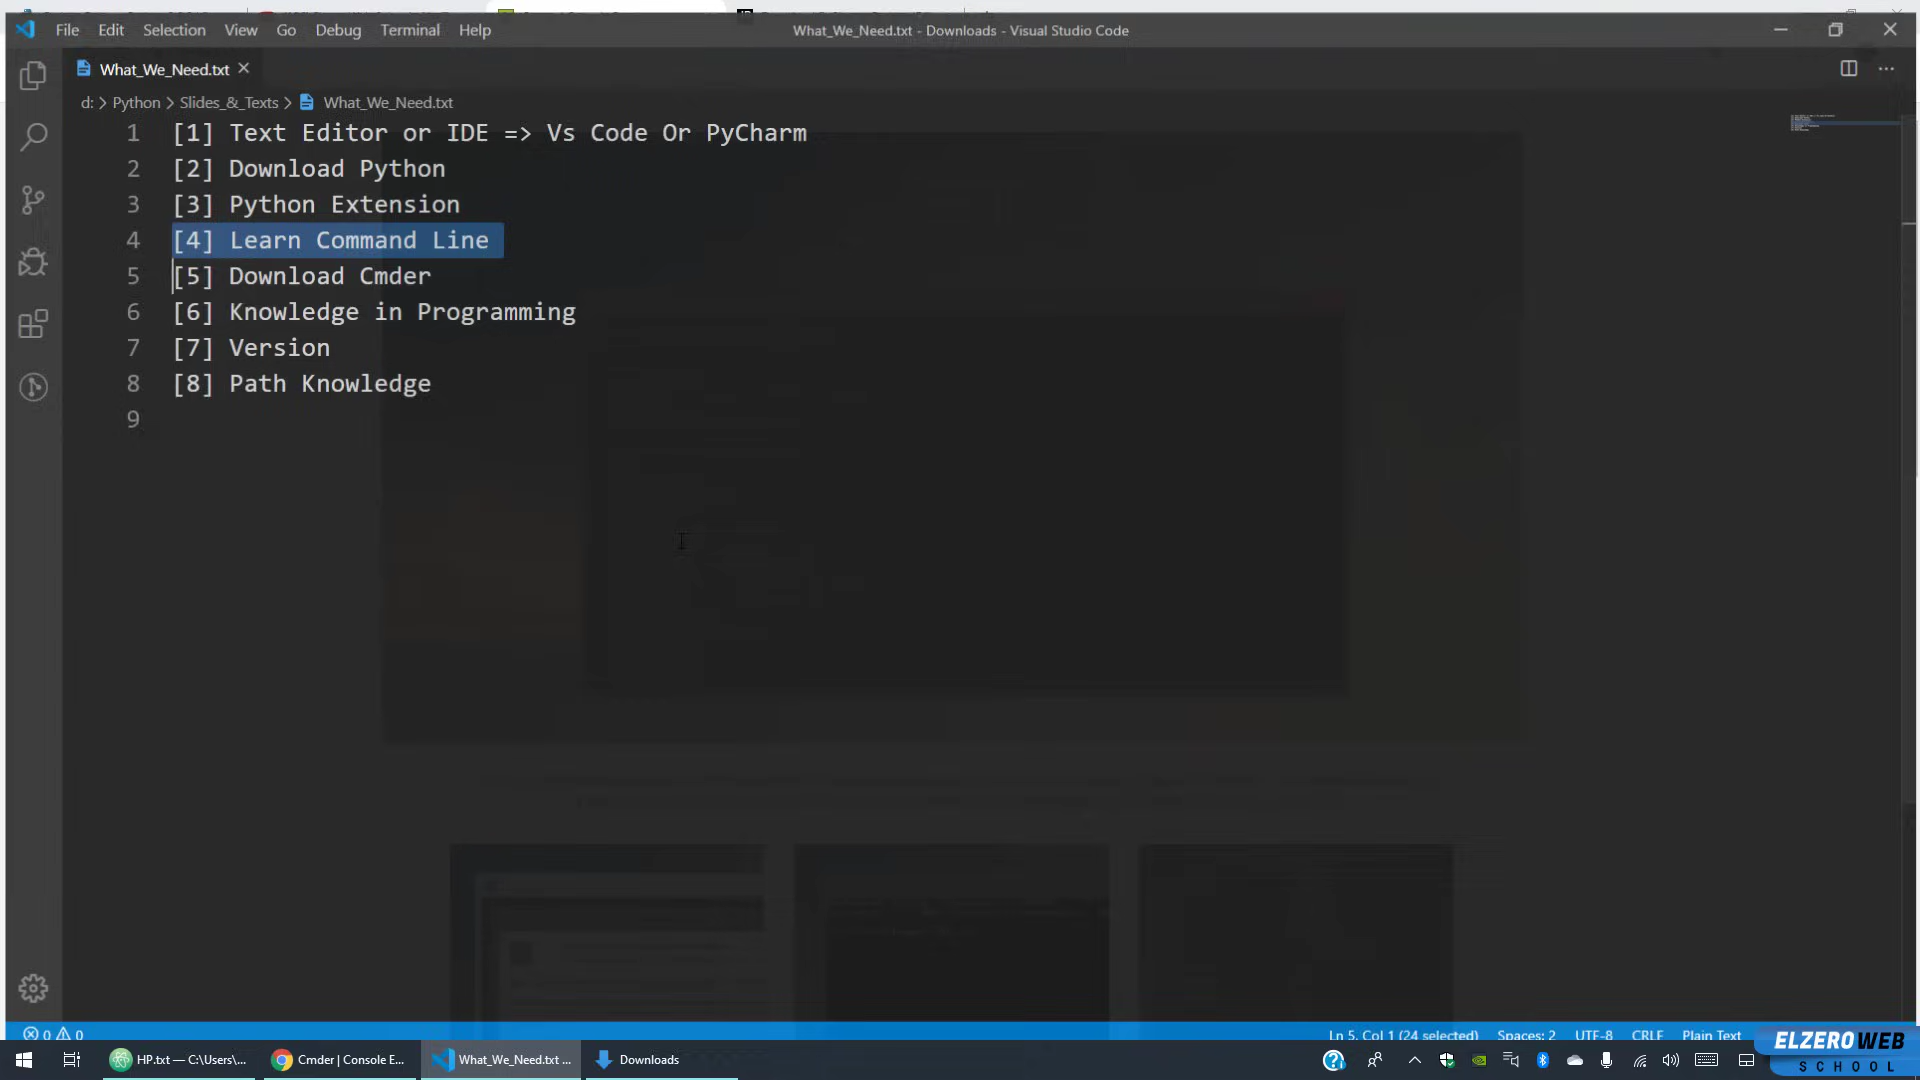 File Edit Selection View Go Debug Terminal Help
What_We_Need.txt - Downloads - Visual Studio Code
What_We_Need.txt
d: > Python > Slides_&_Texts > What_We_Need.txt
1 [1] Text Editor or IDE => Vs Code Or PyCharm
2 [2] Download Python
3 [3] Python Extension
4 [4] Learn Command Line
5 [5] Download Cmder
6 [6] Knowledge in Programming
7 [7] Version
8 [8] Path Knowledge
9
0 0
Ln 5, Col 1 (24 selected) Spaces: 2 UTF-8 CRLF Plain Text
ELZEROWEB
SCHOOL
HP.txt — C:\Users\... Cmder | Console E... What_We_Need.txt ... Downloads